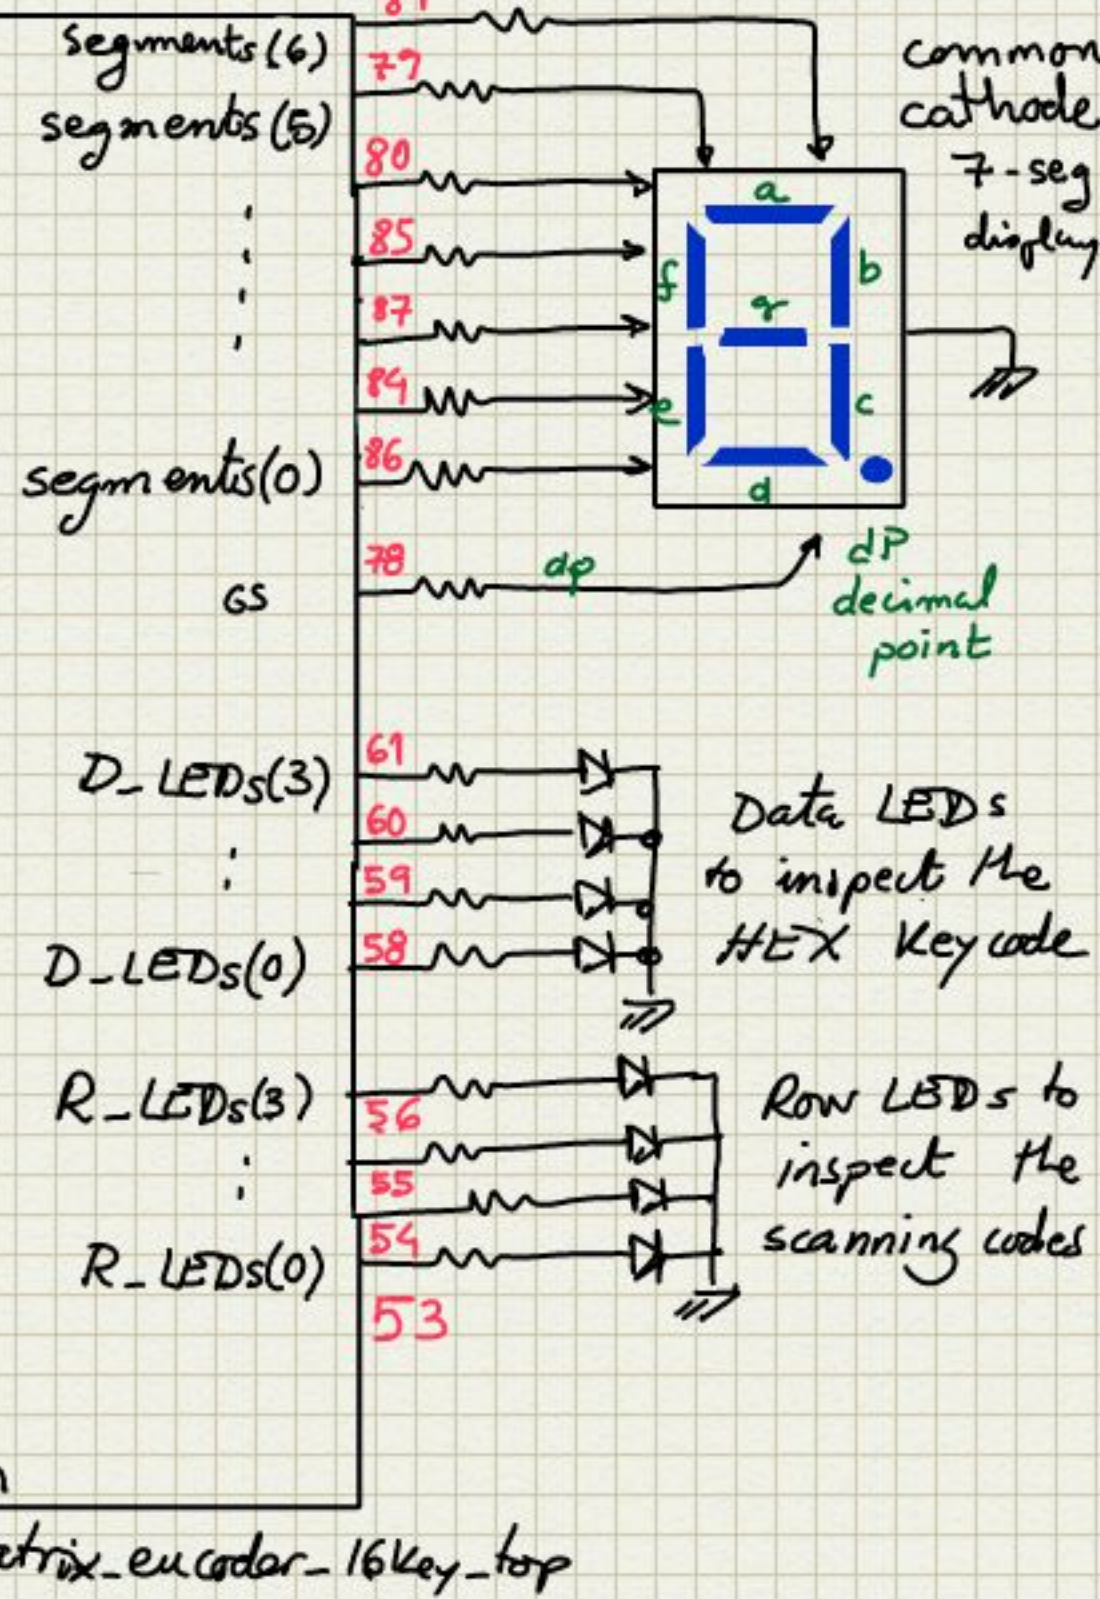 segments(6)
79
common
segments(5)
cathode
80
7-seg
a
display
85
f
b
87
84
e
c
86
segments(0)
d
78
dp
dP
GS
decimal
point
61
D_LEDs(3)
60
Data LEDs
59
to inspect the
58
HEX Keycode
D_LEDs(0)
R_LEDs(3)
56
Row LEDs to
55
inspect the
54
scanning codes
R_LEDs(0)
53
_encoder_16key_top